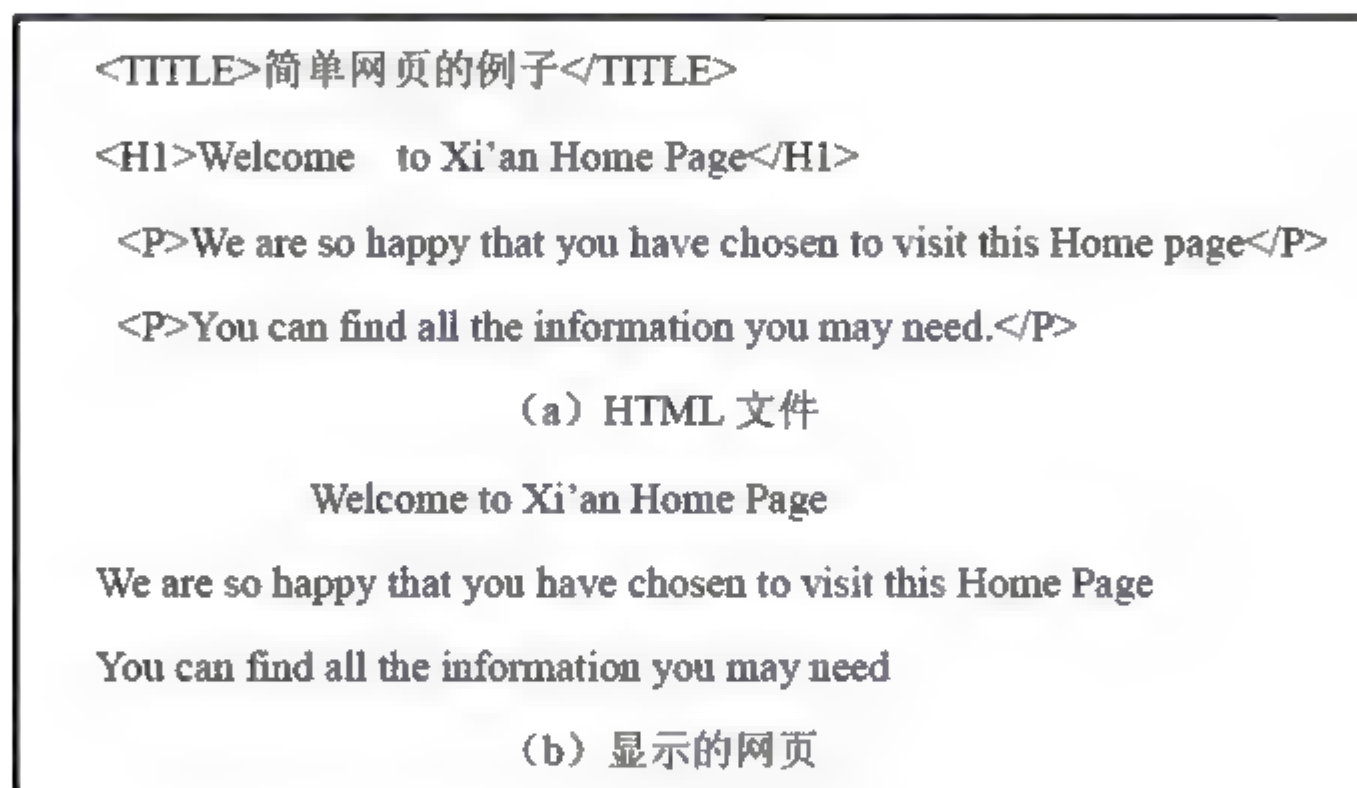 <TITLE>简单网页的例子</TITLE>
<H1>Welcome   to Xi’an Home Page</H1>
<P>We are so happy that you have chosen to visit this Home page</P>
<P>You can find all the information you may need.</P>
（a）HTML 文件
Welcome to Xi’an Home Page
We are so happy that you have chosen to visit this Home Page
You can find all the information you may need
（b）显示的网页